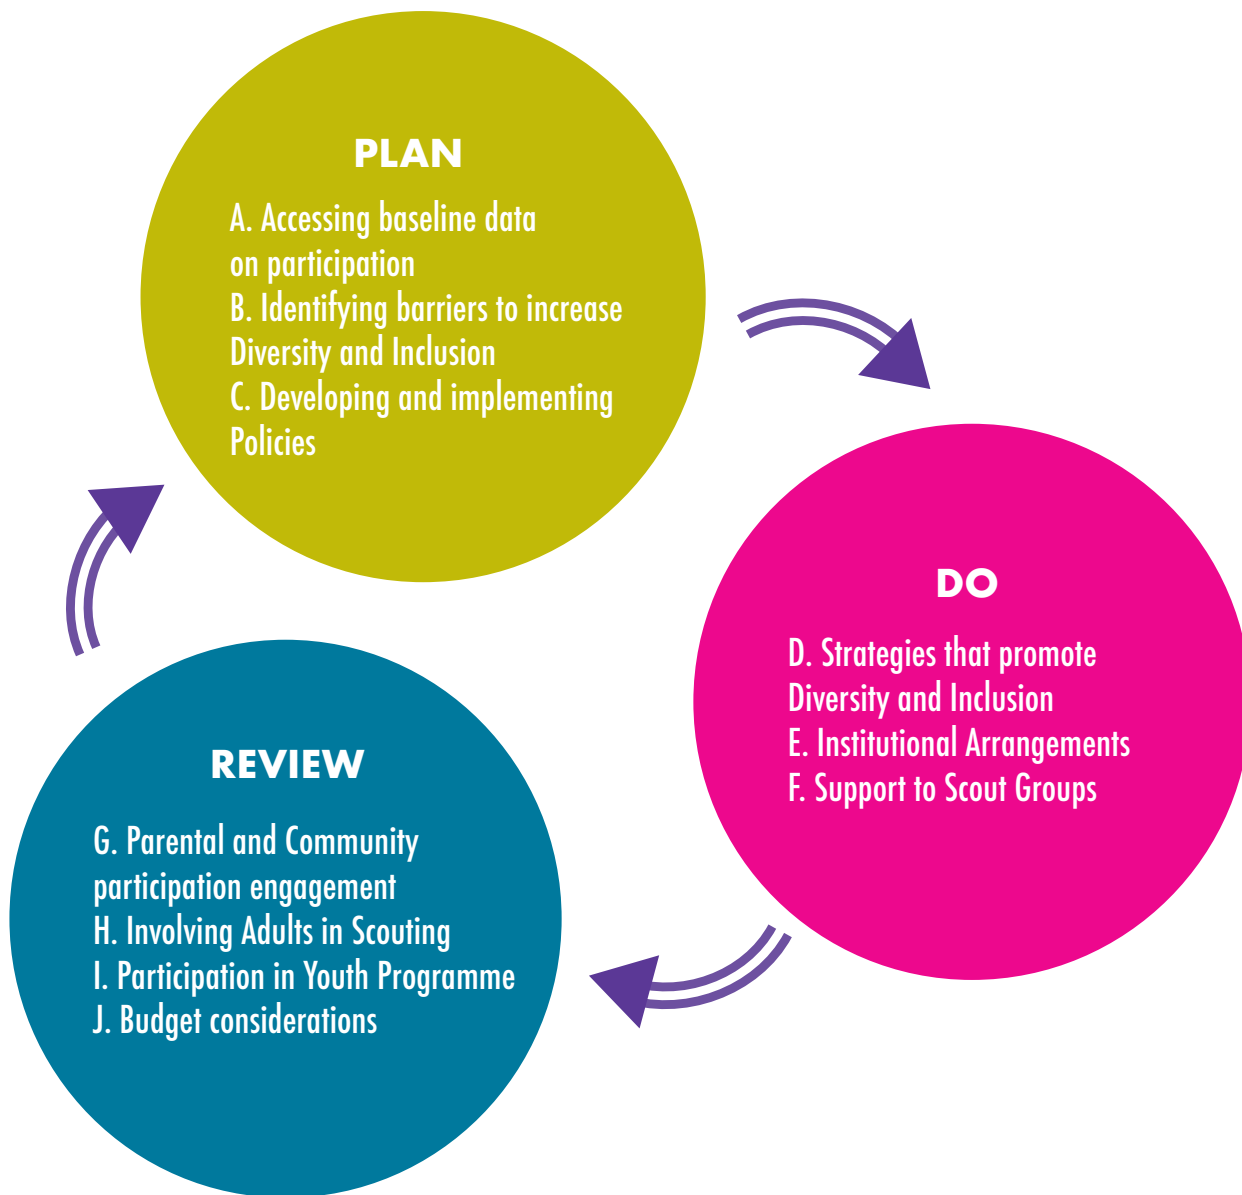 PLAN
A. Accessing baseline data
on participation
B. Identifying barriers to increase
Diversity and Inclusion
C. Developing and implementing
Policies
DO
D. Strategies that promote
Diversity and Inclusion
E. Institutional Arrangements
F. Support to Scout Groups
REVIEW
G. Parental and Community
participation engagement
H. Involving Adults in Scouting
I. Participation in Youth Programme
J. Budget considerations